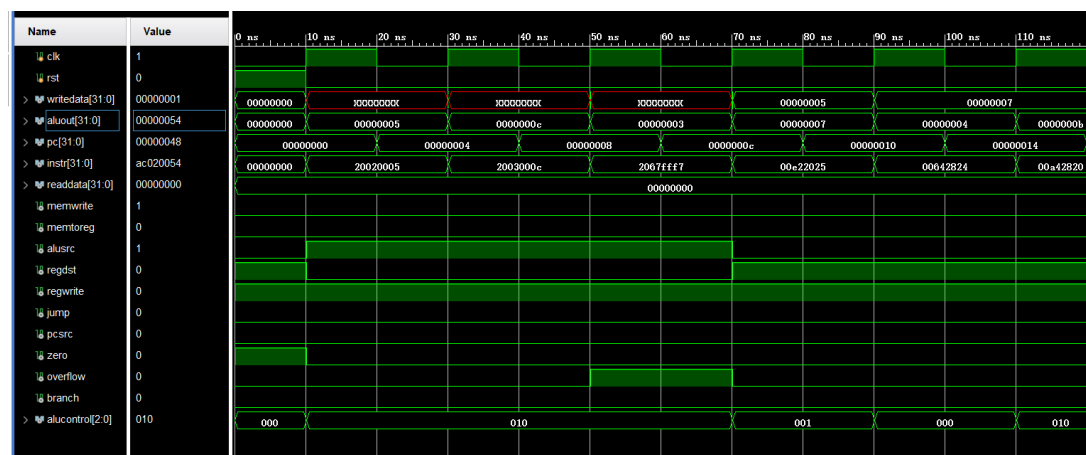 Name Value
0 ns 10 ns 20 ns 30 ns 40 ns 50 ns 60 ns 70 ns 80 ns 90 ns 100 ns 110 ns
clk 1
rst 0
writedata[31:0] 00000001 00000000 XXXXXXXX XXXXXXXX XXXXXXXX 00000005 00000007
aluout[31:0] 00000054 00000000 00000005 0000000c 00000003 00000007 00000004 0000000b
pc[31:0] 00000048 00000000 00000004 00000008 0000000c 00000010 00000014
instr[31:0] ac020054 00000000 20020005 2003000c 2067fff7 00e22025 00642824 00a42820
readdata[31:0] 00000000 00000000
memwrite 1
memtoreg 0
alusrc 1
regdst 0
regwrite 0
jump 0
pcsrc 0
zero 0
overflow 0
branch 0
alucontrol[2:0] 010 000 010 001 000 010